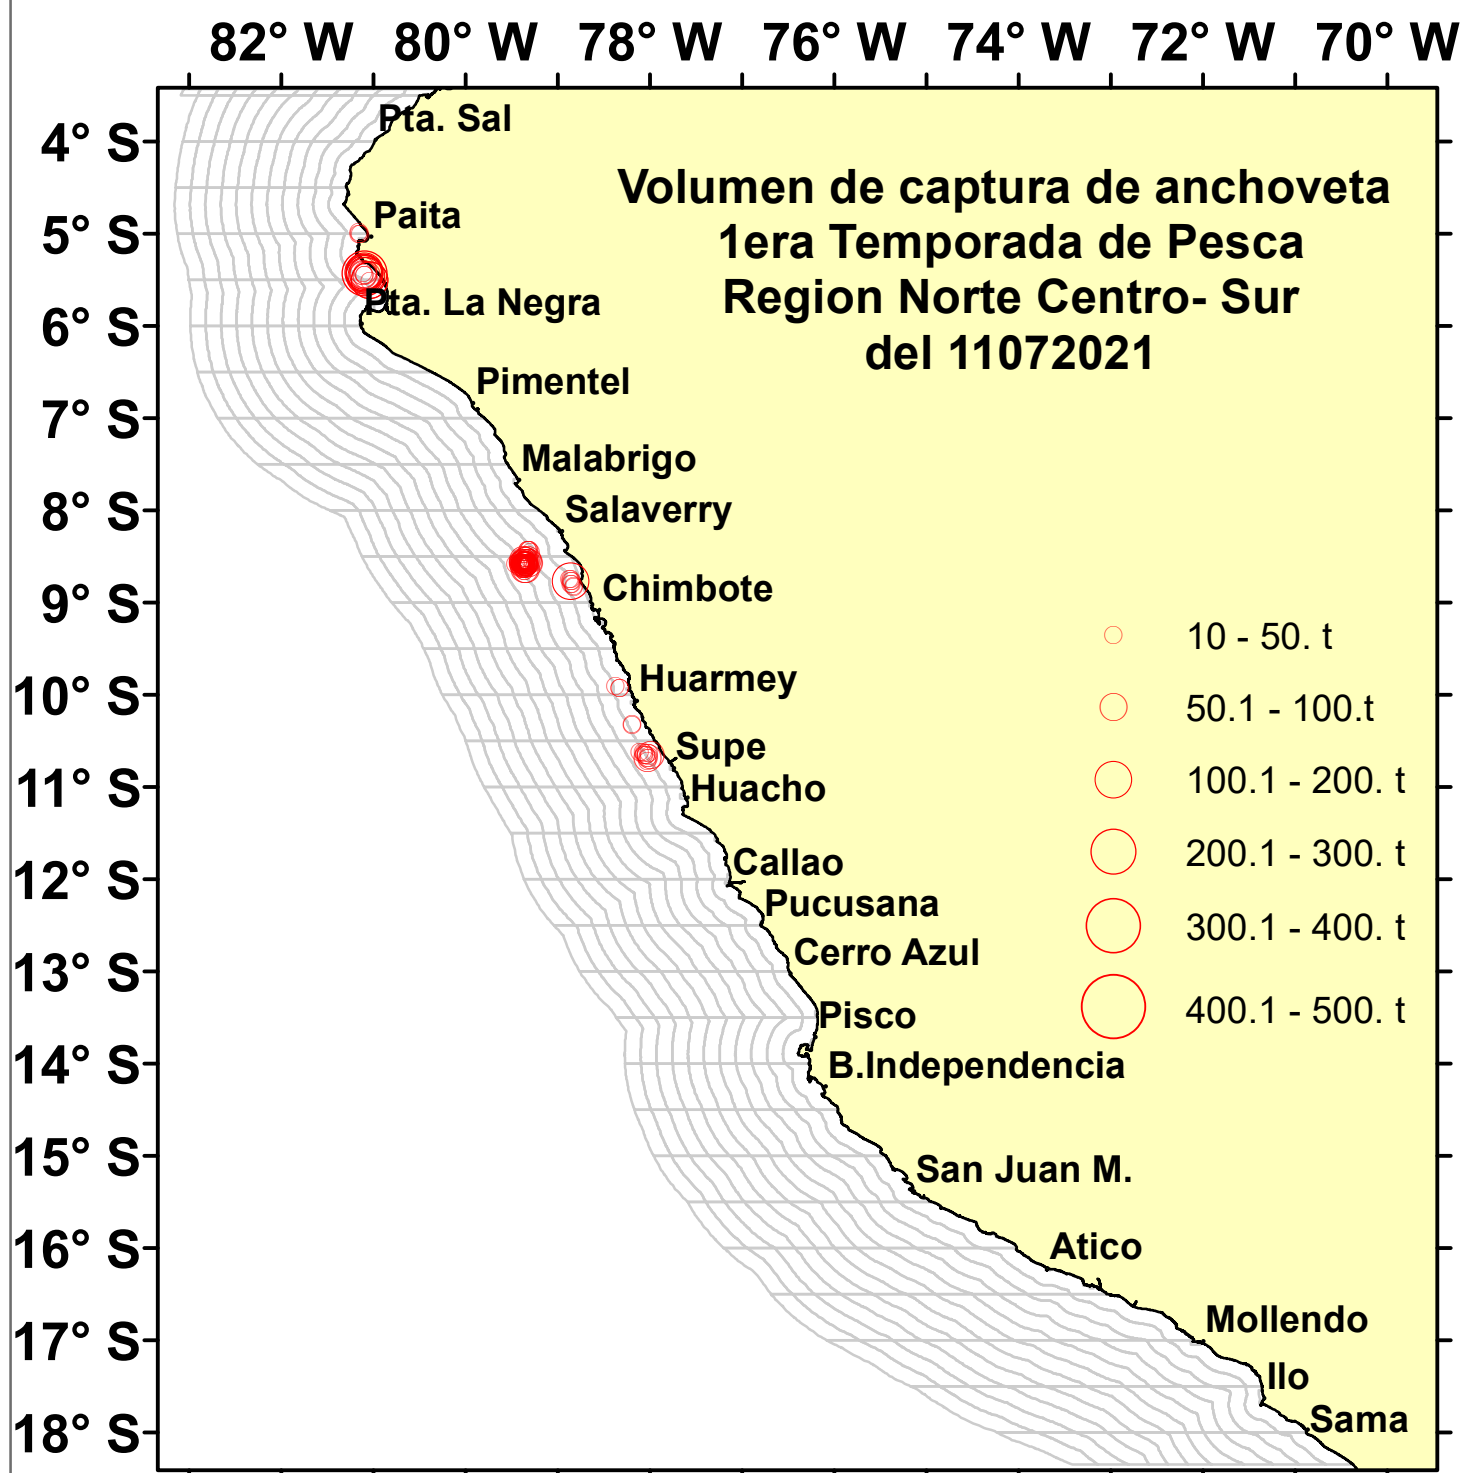 82° W 80° W 78° W 76° W 74° W 72° W 70° W
Pta. Sal
4° S
Volumen de captura de anchoveta
Paita
5° S
1era Temporada de Pesca
Pta. La Negra
Region Norte Centro- Sur
6° S
del 11072021
Pimentel
7° S
Malabrigo
8° S
Salaverry
Chimbote
9° S
10 - 50. t
Huarmey
10° S
50.1 - 100.t
Supe
11° S
Huacho
100.1 - 200. t
Callao
200.1 - 300. t
12° S
Pucusana
300.1 - 400. t
Cerro Azul
13° S
Pisco
400.1 - 500. t
14° S
B.Independencia
15° S
San Juan M.
16° S
Atico
Mollendo
17° S
Ilo
Sama
18° S